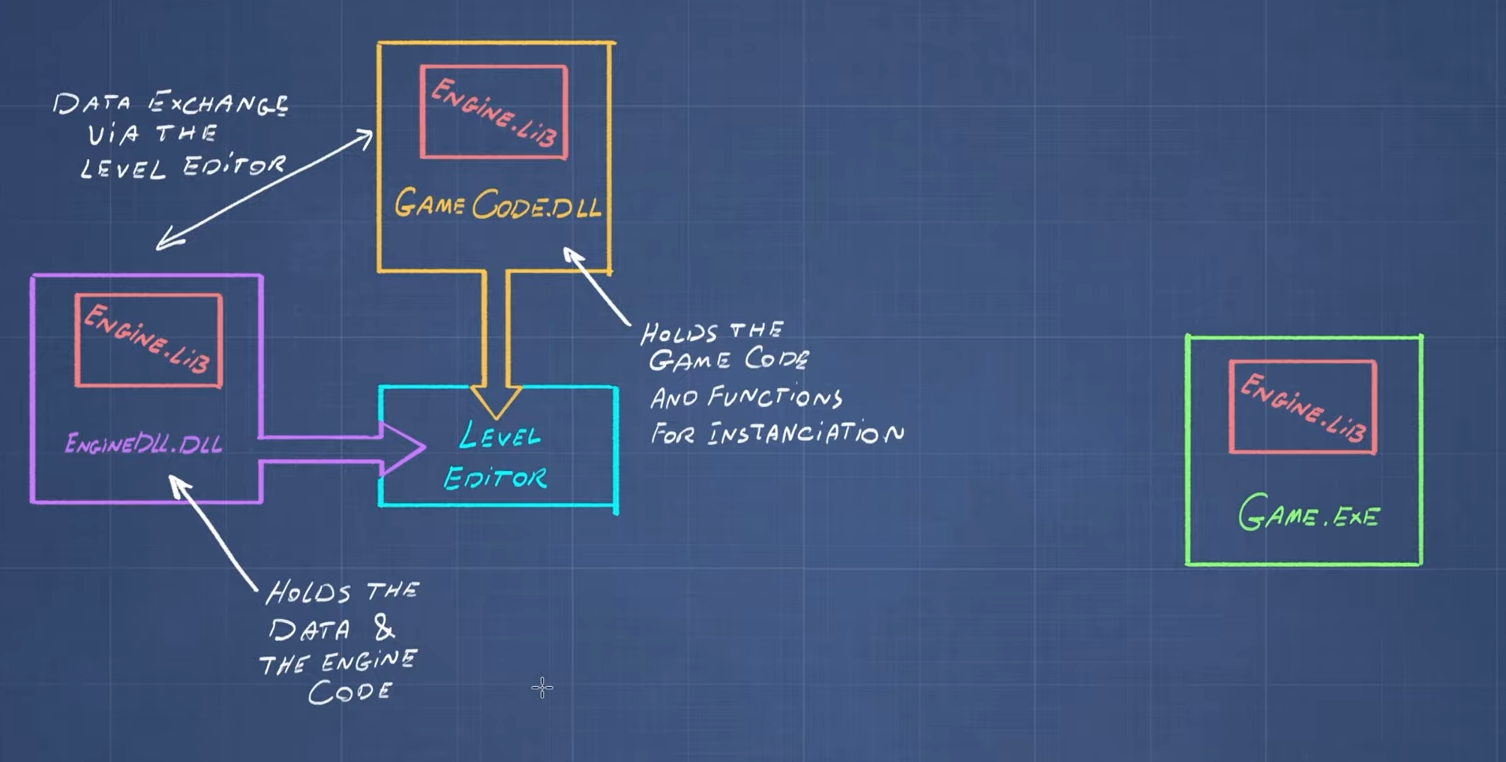 DATA EXCHANGE
VIA THE
LEVEL EDITOR
ENGINE.LIB
GAME CODE.DLL
ENGINE.LIB
ENGINEDLL.DLL
LEVEL
EDITOR
HOLDS THE
GAME CODE
AND FUNCTIONS
FOR INSTANCIATION
HOLDS THE
DATA &
THE ENGINE
CODE
ENGINE.LIB
GAME.EXE